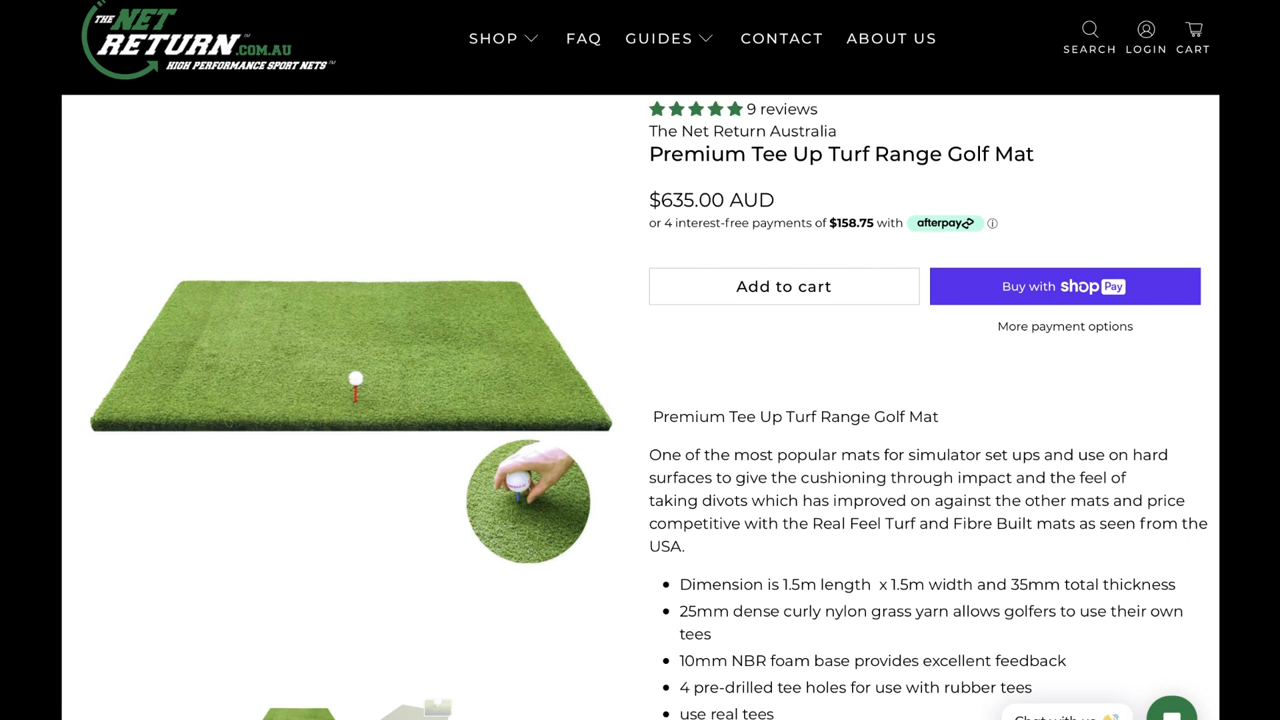 THE NET
RETURN.COM.AU
HIGH PERFORMANCE SPORT NETS™
SHOP
FAQ
GUIDES
CONTACT
ABOUT US
SEARCH
LOGIN
CART
9 reviews
The Net Return Australia
Premium Tee Up Turf Range Golf Mat
$635.00 AUD
or 4 interest-free payments of $158.75 with afterpay
Add to cart
Buy with shop Pay
More payment options
Premium Tee Up Turf Range Golf Mat
One of the most popular mats for simulator set ups and use on hard
surfaces to give the cushioning through impact and the feel of
taking divots which has improved on against the other mats and price
competitive with the Real Feel Turf and Fibre Built mats as seen from the
USA.
Dimension is 1.5m length x 1.5m width and 35mm total thickness
25mm dense curly nylon grass yarn allows golfers to use their own
tees
10mm NBR foam base provides excellent feedback
4 pre-drilled tee holes for use with rubber tees
use real tees
Chat with us 👋